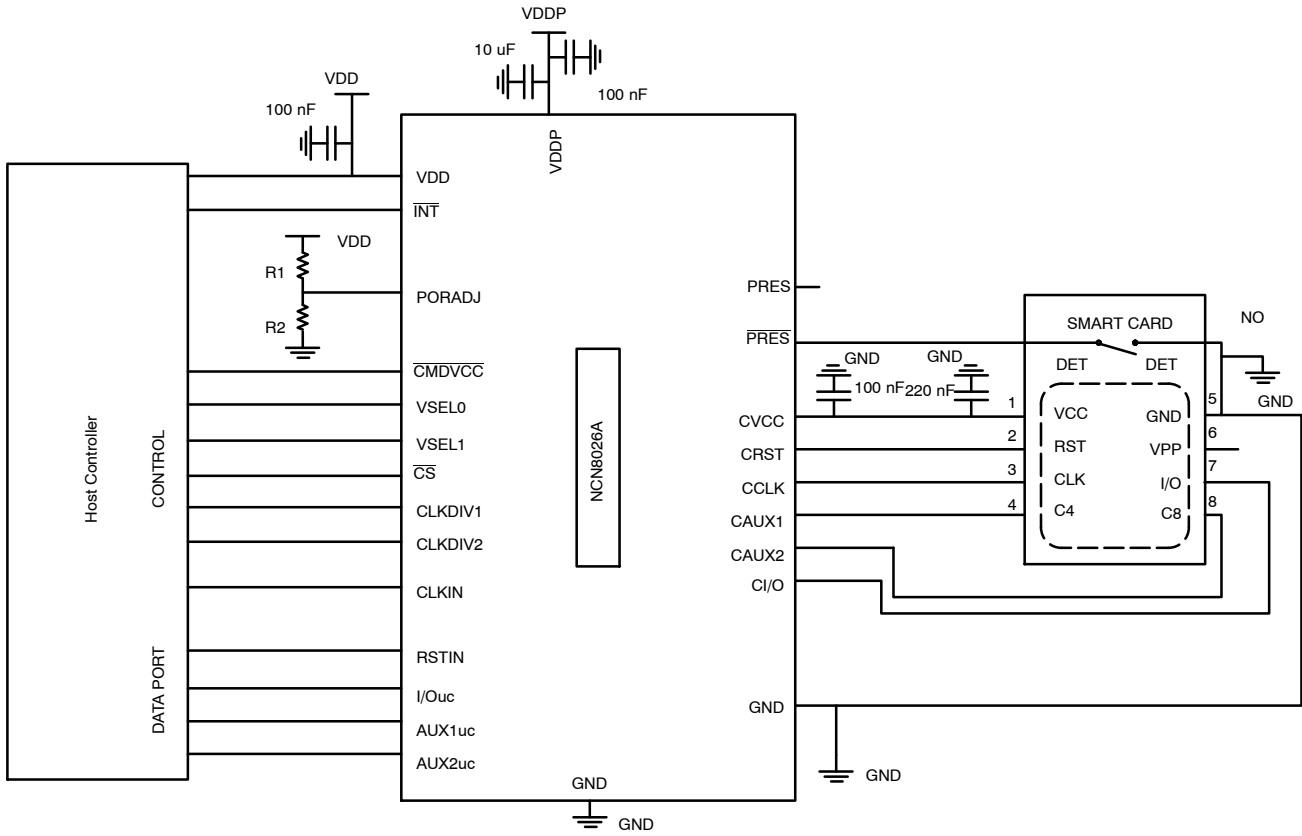 VDDP
10 uF
100 nF
VDD
100 nF
VDDP
VDD
INT
VDD
R1
R2
PORADJ
CMDVCC
VSEL0
VSEL1
CS
CLKDIV1
CLKDIV2
CLKIN
RSTIN
I/Ouc
AUX1uc
AUX2uc
Host Controller
CONTROL
DATA PORT
NCN8026A
PRES
PRES
CVCC
CRST
CCLK
CAUX1
CAUX2
CI/O
GND
GND
GND
GND
GND
100 nF
GND
220 nF
SMART CARD
DET
DET
NO
GND
1
2
3
4
VCC
RST
CLK
C4
GND
VPP
I/O
C8
5
6
7
8